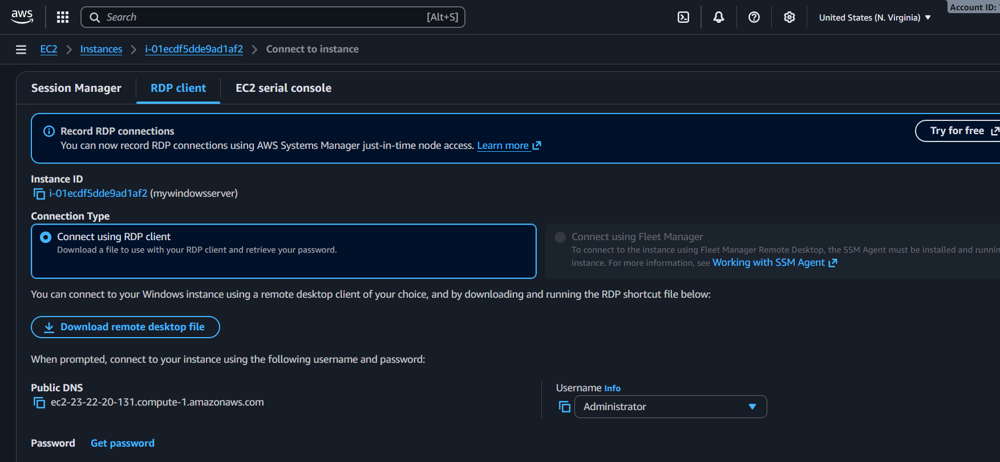 aws
Search
[Alt+S]
Account ID:
United States (N. Virginia)
EC2
Instances
i-01ecdf5dde9ad1af2
Connect to instance
Session Manager
RDP client
EC2 serial console
Record RDP connections
Try for free
You can now record RDP connections using AWS Systems Manager just-in-time node access. Learn more
Instance ID
i-01ecdf5dde9ad1af2 (mywindowsserver)
Connection Type
Connect using RDP client
Download a file to use with your RDP client and retrieve your password.
Connect using Fleet Manager
To connect to the instance using Fleet Manager Remote Desktop, the SSM Agent must be installed and runnin
instance. For more information, see Working with SSM Agent
You can connect to your Windows instance using a remote desktop client of your choice, and by downloading and running the RDP shortcut file below:
Download remote desktop file
When prompted, connect to your instance using the following username and password:
Public DNS
ec2-23-22-20-131.compute-1.amazonaws.com
Username Info
Administrator
Password Get password